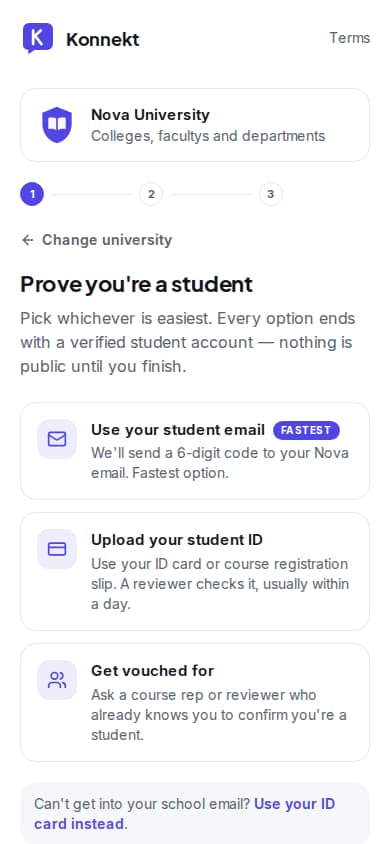 Konnekt
Terms
Nova University
Colleges, facultys and departments
1 2 3
← Change university
Prove you're a student
Pick whichever is easiest. Every option ends
with a verified student account — nothing is
public until you finish.
Use your student email FASTEST
We'll send a 6-digit code to your Nova
email. Fastest option.
Upload your student ID
Use your ID card or course registration
slip. A reviewer checks it, usually within
a day.
Get vouched for
Ask a course rep or reviewer who
already knows you to confirm you're a
student.
Can't get into your school email? Use your ID
card instead.